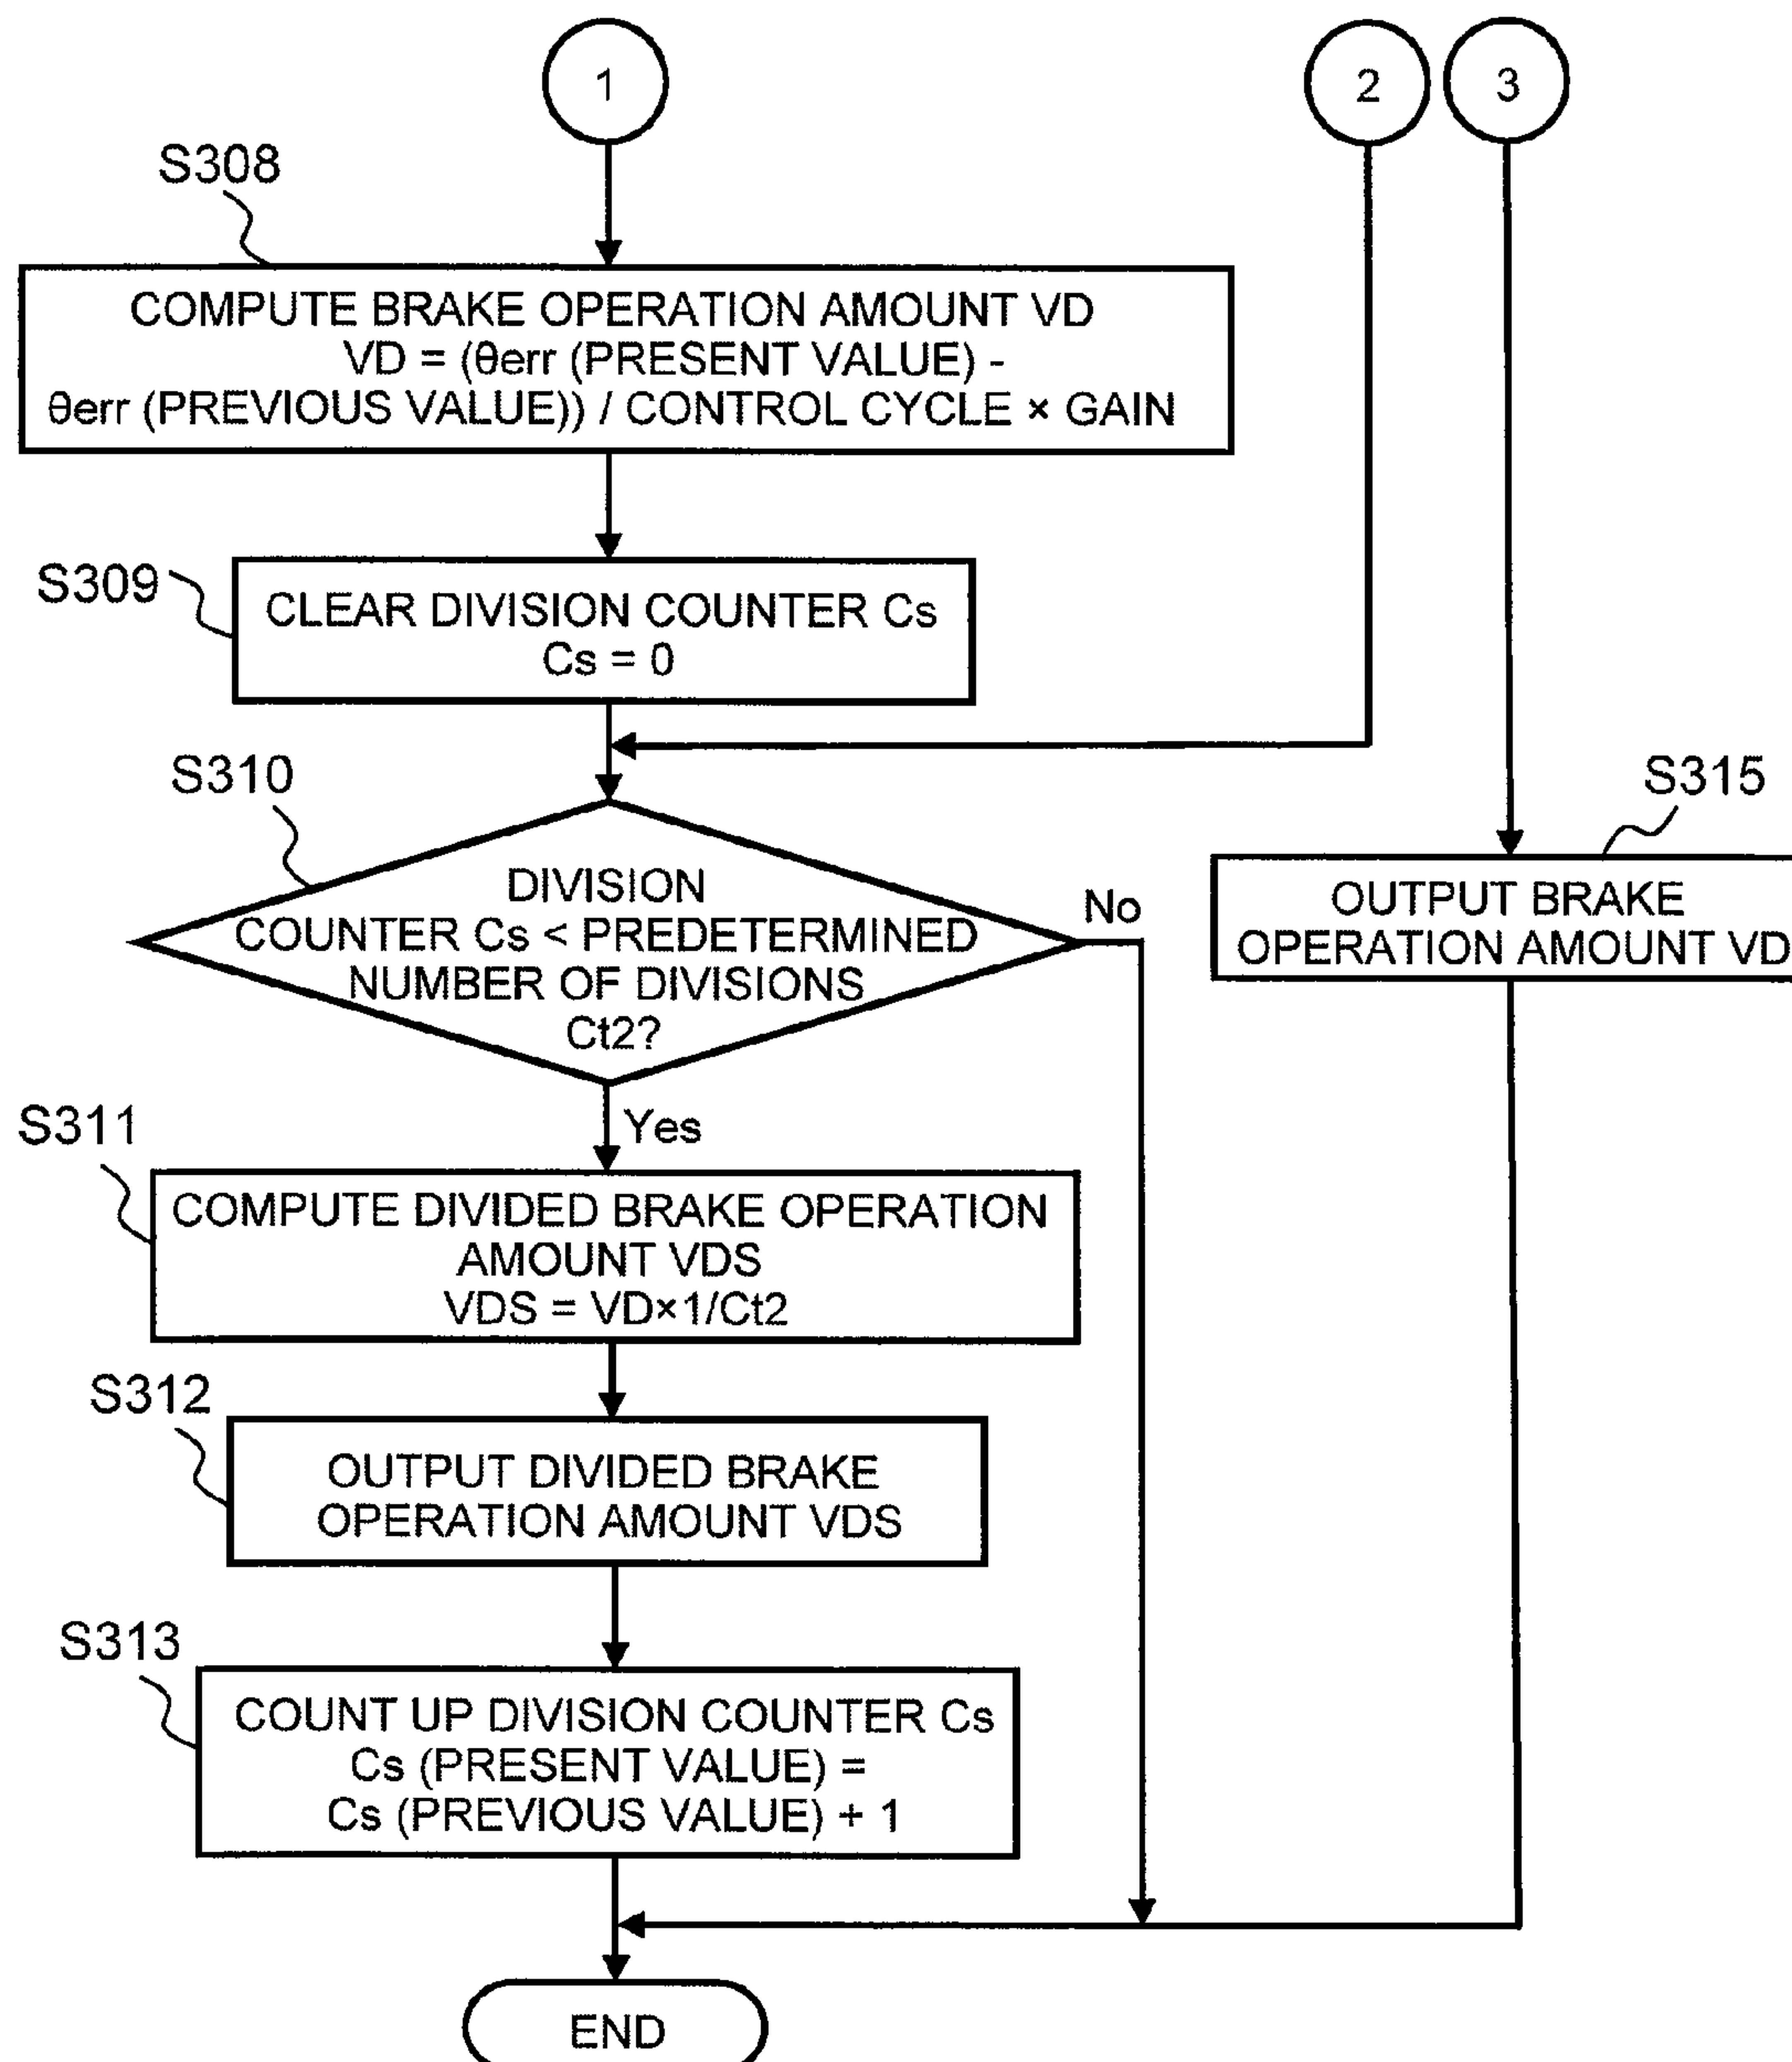 1
2
3
S308
COMPUTE BRAKE OPERATION AMOUNT VD
VD = (θerr (PRESENT VALUE) -
θerr (PREVIOUS VALUE)) / CONTROL CYCLE × GAIN
S309
CLEAR DIVISION COUNTER Cs
Cs = 0
S310
DIVISION
COUNTER Cs < PREDETERMINED
NUMBER OF DIVISIONS
Ct2?
No
Yes
S315
OUTPUT BRAKE
OPERATION AMOUNT VD
S311
COMPUTE DIVIDED BRAKE OPERATION
AMOUNT VDS
VDS = VD×1/Ct2
S312
OUTPUT DIVIDED BRAKE
OPERATION AMOUNT VDS
S313
COUNT UP DIVISION COUNTER Cs
Cs (PRESENT VALUE) =
Cs (PREVIOUS VALUE) + 1
END